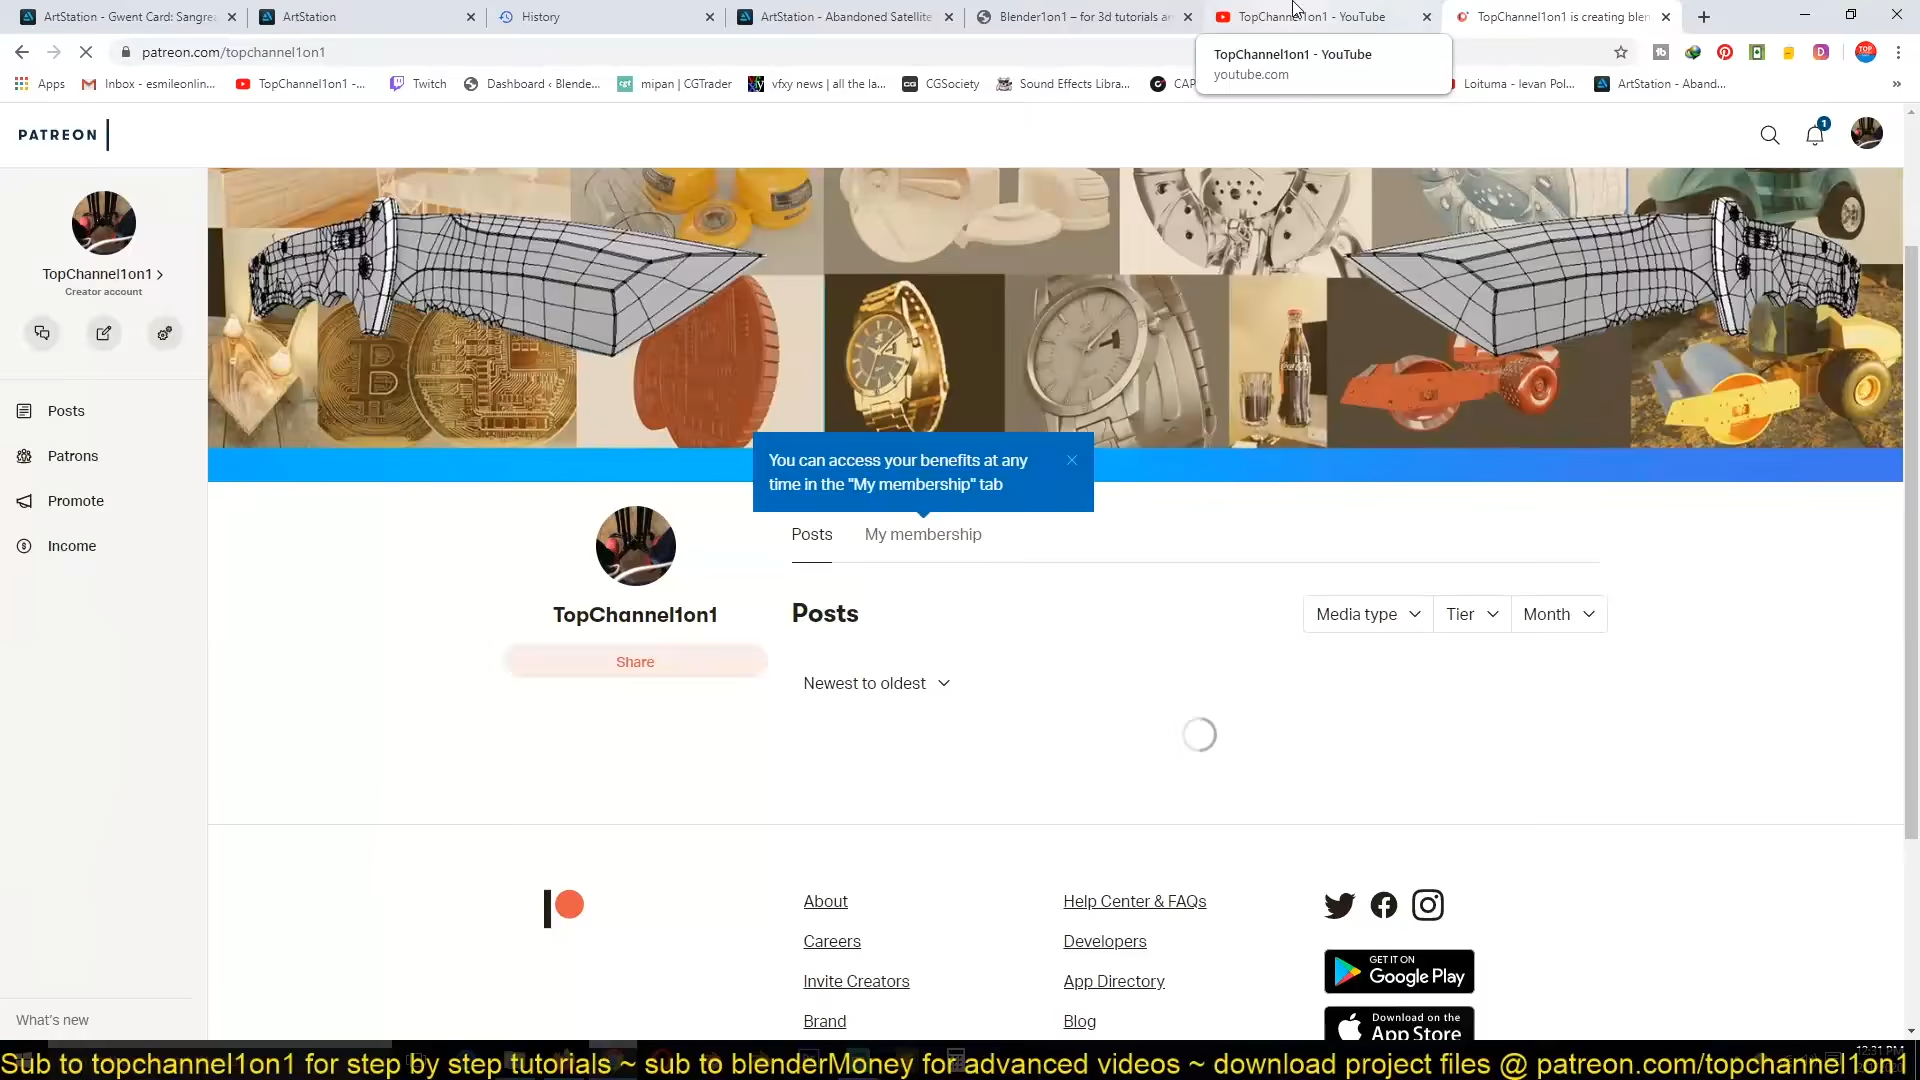 ArtStation - Gwent Card: Sangre
ArtStation
History
ArtStation - Abandoned Satellite
Blender1on1 – for 3d tutorials an
TopChannel1on1 - YouTube
TopChannel1on1 is creating blen
patreon.com/topchannel1on1
TopChannel1on1 - YouTube
youtube.com
Apps
Inbox - esmileonlin...
TopChannel1on1 -...
Twitch
Dashboard ‹ Blende...
mipan | CGTrader
vfxy news | all the la...
CGSociety
Sound Effects Libra...
CAP
Loituma - Ievan Pol...
ArtStation - Aband...
PATREON
1
TopChannel1on1
Creator account
Posts
Patrons
Promote
Income
What's new
You can access your benefits at any
time in the "My membership" tab
Posts
My membership
TopChannel1on1
Share
Posts
Media type
Tier
Month
Newest to oldest
About
Careers
Invite Creators
Brand
Help Center & FAQs
Developers
App Directory
Blog
GET IT ON
Google Play
Download on the
App Store
12:31 PM
Sub to topchannel1on1 for step by step tutorials ~ sub to blenderMoney for advanced videos ~ download project files @ patreon.com/topchannel1on1